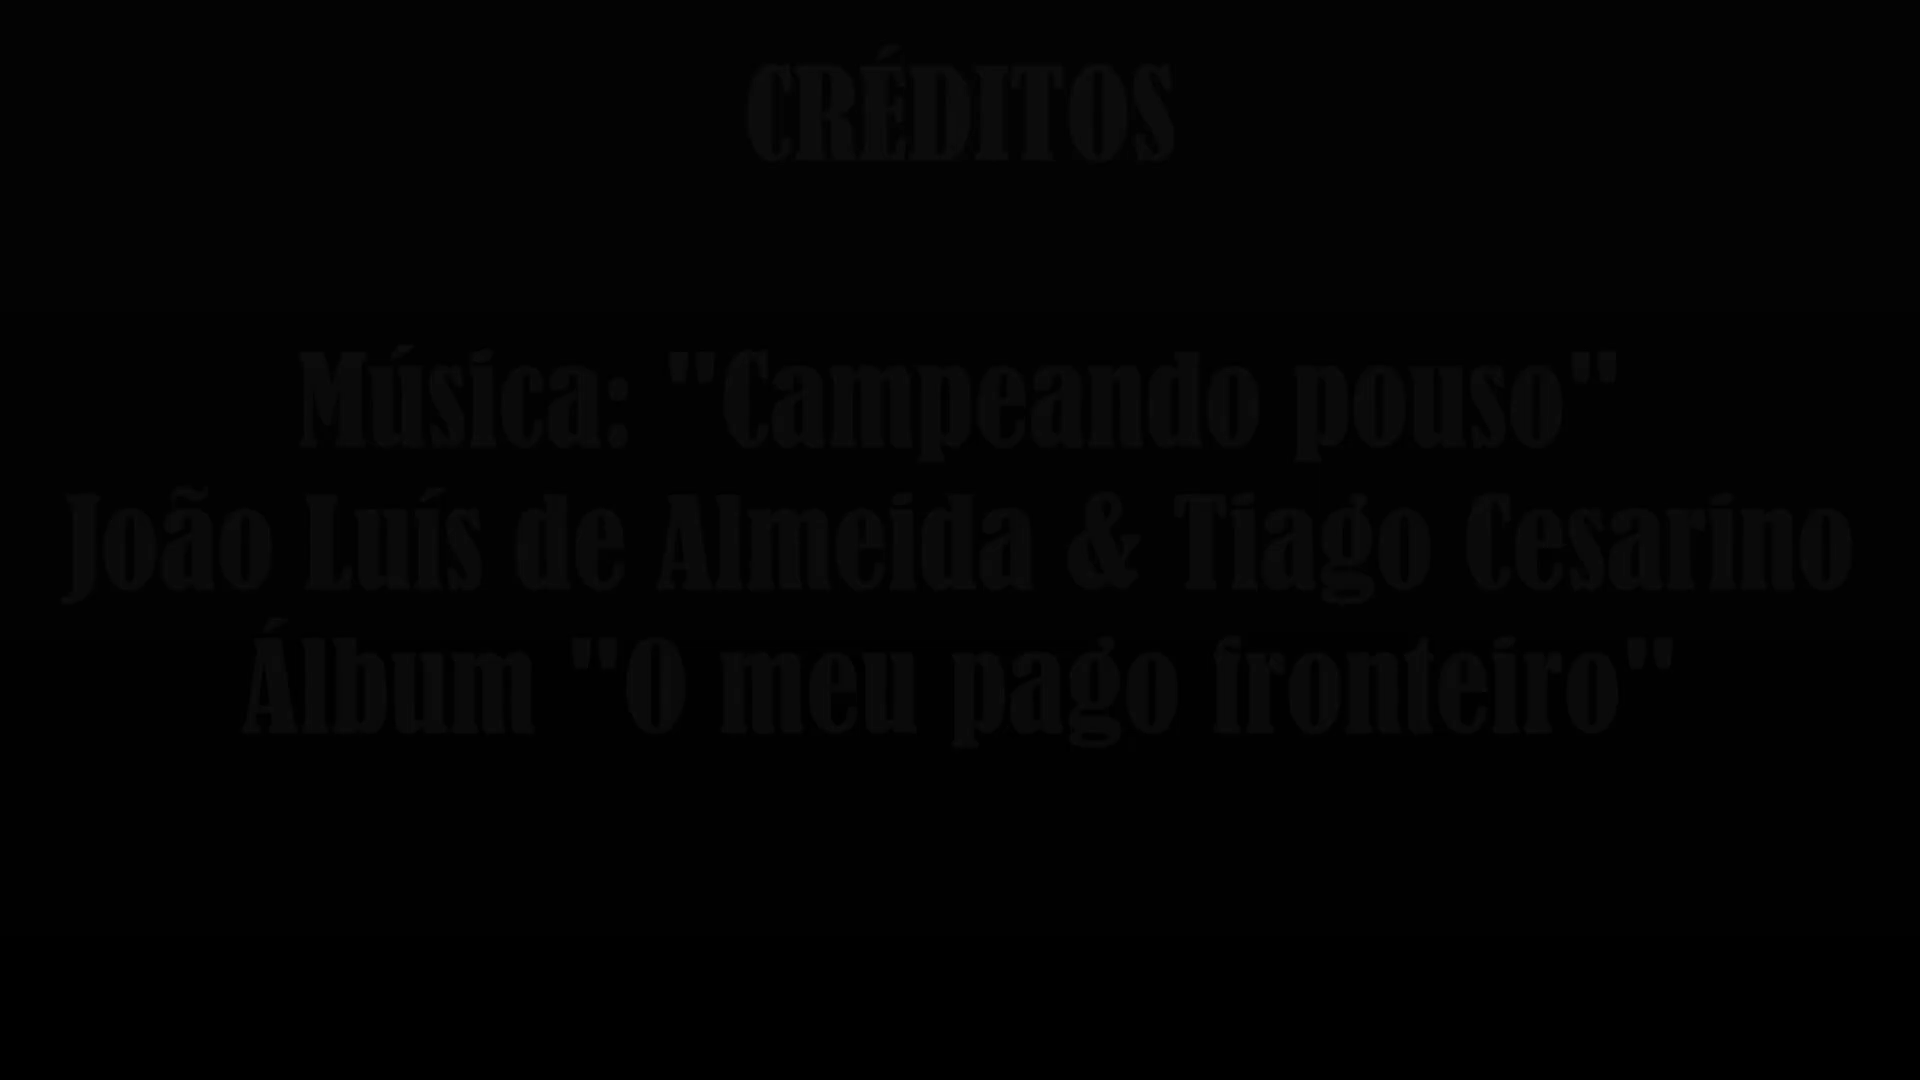 CRÉDITOS
Música: "Campeando pouso"
João Luís de Almeida & Tiago Cesarino
Álbum "O meu pago fronteiro"